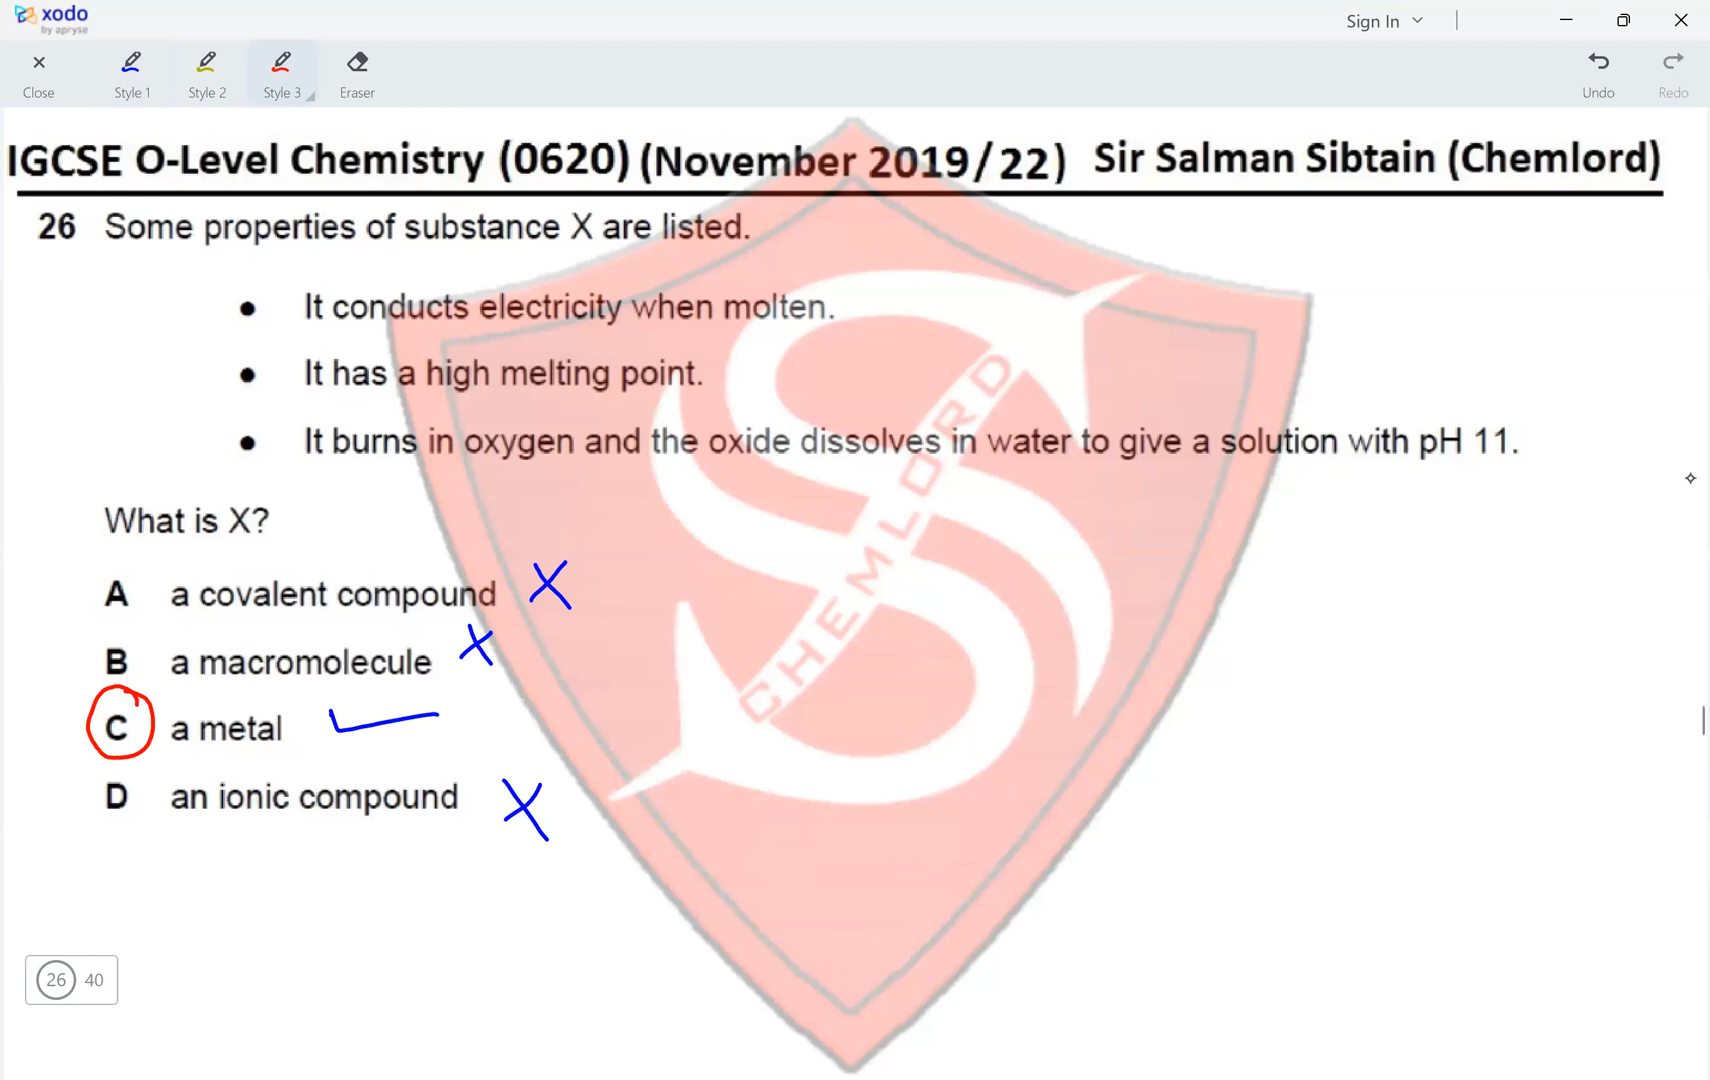 xodo
by apryse
Sign In
Close
Style 1
Style 2
Style 3
Eraser
Undo
Redo
IGCSE O-Level Chemistry (0620) (November 2019/22) Sir Salman Sibtain (Chemlord)
26 Some properties of substance X are listed.
● It conducts electricity when molten.
● It has a high melting point.
● It burns in oxygen and the oxide dissolves in water to give a solution with pH 11.
What is X?
A a covalent compound
B a macromolecule
C a metal
D an ionic compound
CHEMLORD
26 40